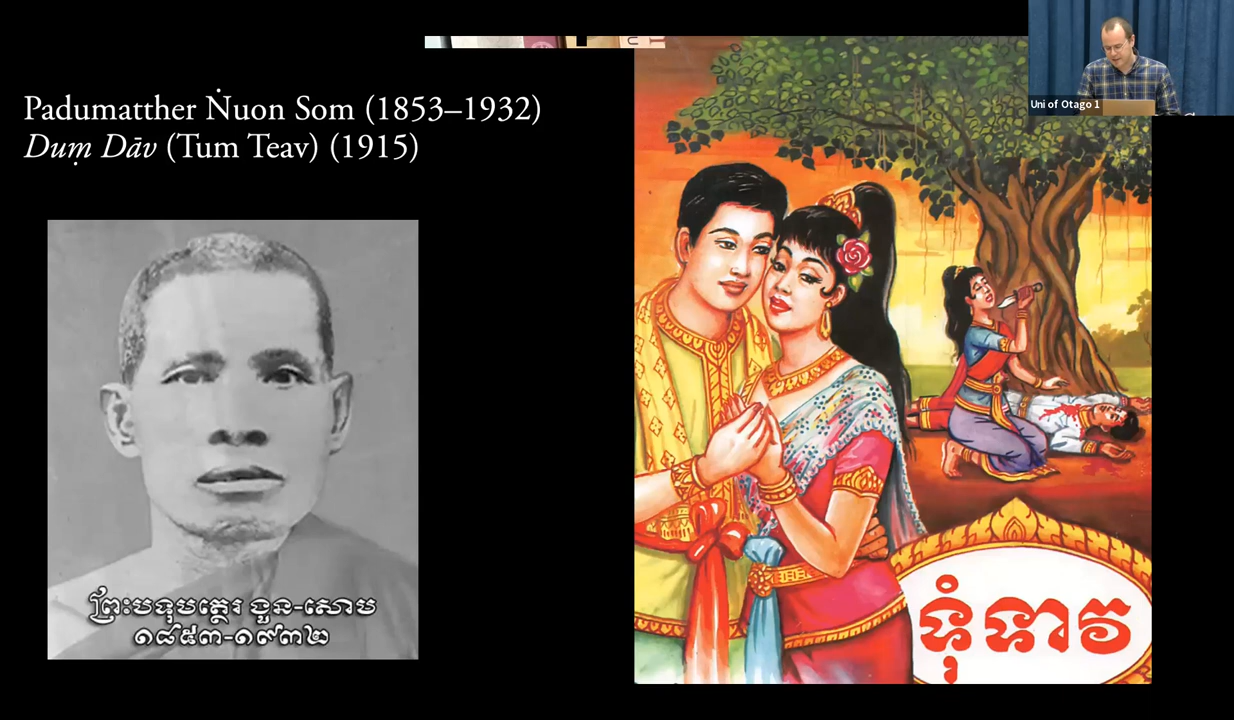 Padumatther Ṅuon Som (1853–1932)
Duṃ Dāv (Tum Teav) (1915)
Uni of Otago 1
ព្រះបទុមត្ថេរ ងួន-សោម
១៨៥៣-១៩៣២
ទុំទាវ